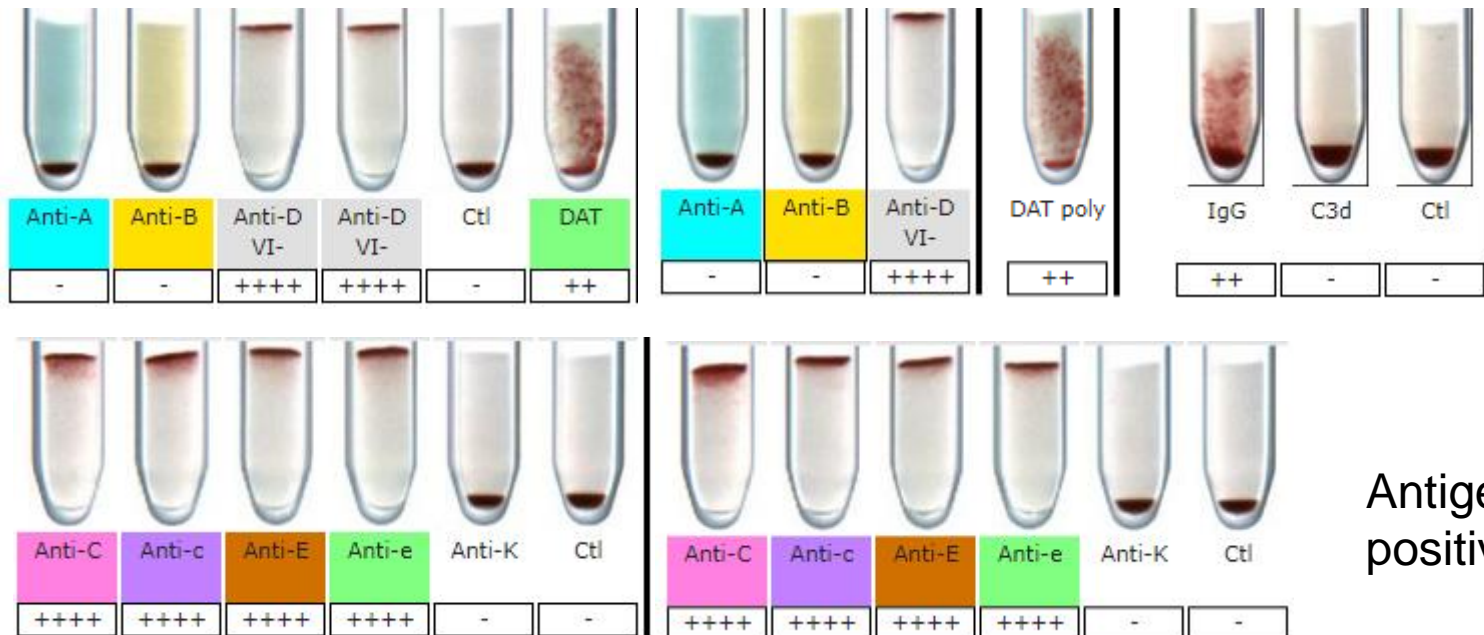 Anti-A Anti-B Anti-D VI- Anti-D VI- Ctl DAT
- - ++++ ++++ - ++
Anti-A Anti-B Anti-D VI- DAT poly IgG C3d Ctl
- - ++++ ++ ++ - -
Anti-C Anti-c Anti-E Anti-e Anti-K Ctl
++++ ++++ ++++ ++++ - -
Anti-C Anti-c Anti-E Anti-e Anti-K Ctl
++++ ++++ ++++ ++++ - -